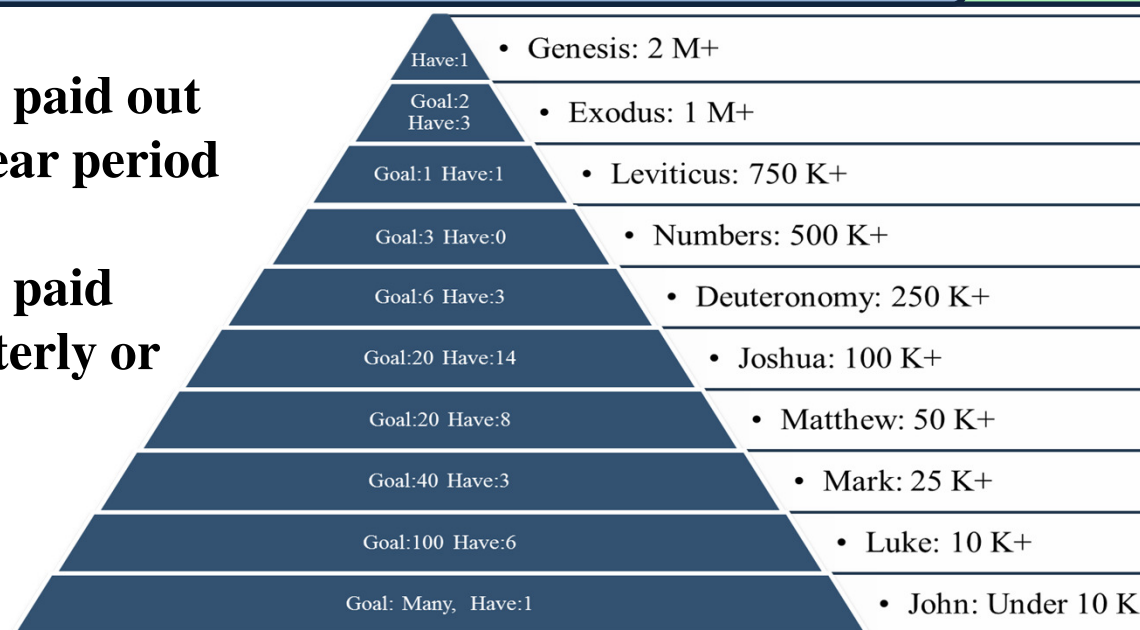 paid out
ear period
paid
terly or
Have:1
• Genesis: 2 M+
Goal:2
Have:3
• Exodus: 1 M+
Goal:1 Have:1
• Leviticus: 750 K+
Goal:3 Have:0
• Numbers: 500 K+
Goal:6 Have:3
• Deuteronomy: 250 K+
Goal:20 Have:14
• Joshua: 100 K+
Goal:20 Have:8
• Matthew: 50 K+
Goal:40 Have:3
• Mark: 25 K+
Goal:100 Have:6
• Luke: 10 K+
Goal: Many, Have:1
• John: Under 10 K